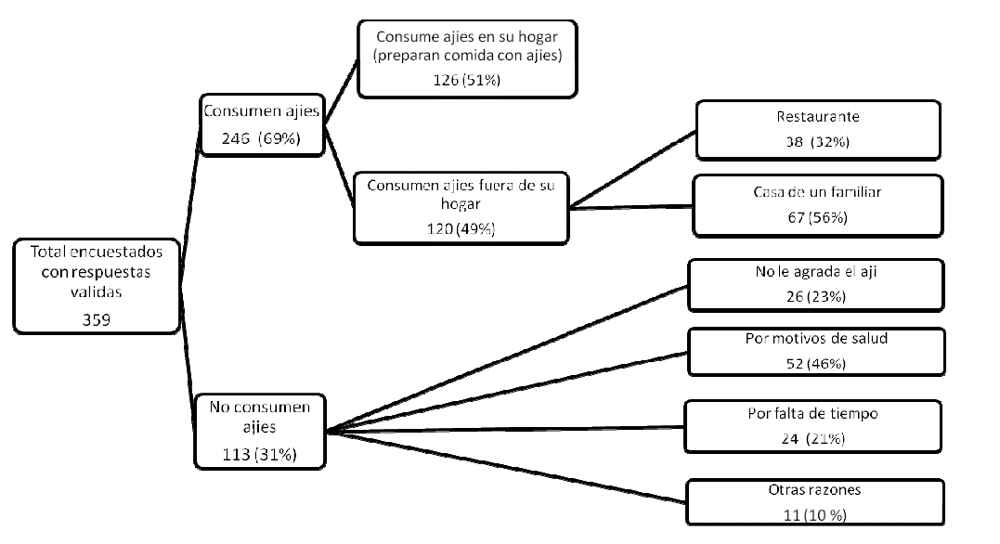 Total encuestados
con respuestas
validas
359
Consumen ajies
246 (69%)
Consume ajies en su hogar
(preparan comida con ajies)
126 (51%)
Consumen ajies fuera de su
hogar
120 (49%)
Restaurante
38 (32%)
Casa de un familiar
67 (56%)
No consumen
ajies
113 (31%)
No le agrada el aji
26 (23%)
Por motivos de salud
52 (46%)
Por falta de tiempo
24 (21%)
Otras razones
11 (10 %)